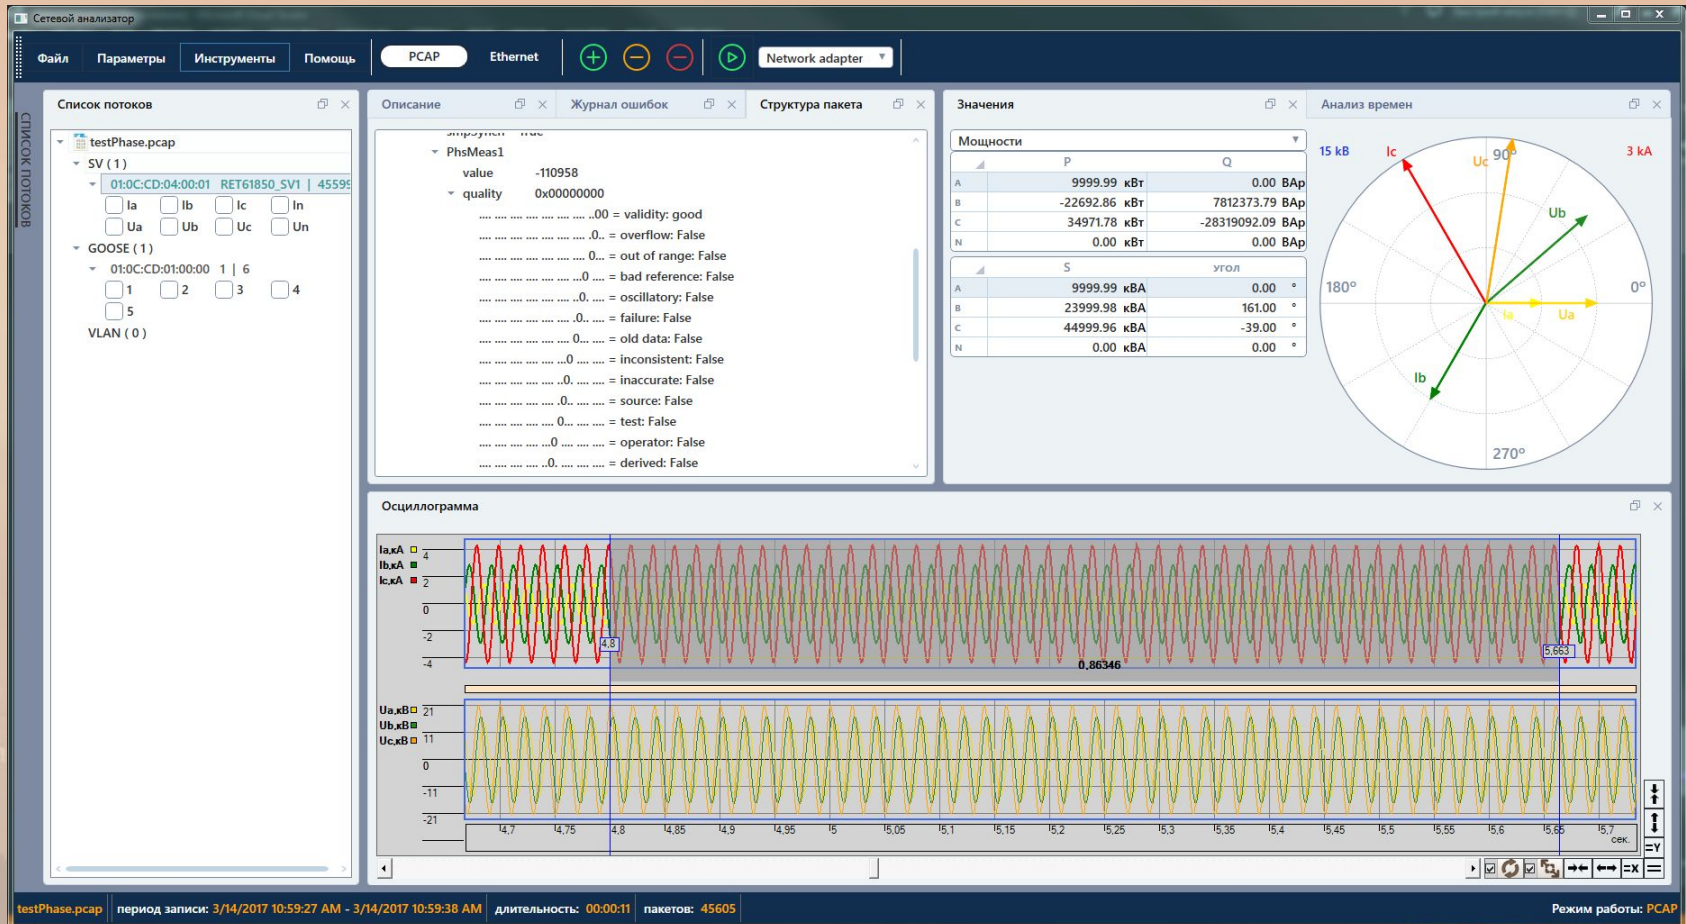 Сетевой анализатор
Файл Параметры Инструменты Помощь PCAP Ethernet Network adapter
СПИСОК ПОТОКОВ
Список потоков
testPhase.pcap
SV ( 1 )
01:0C:CD:04:00:01 RET61850_SV1 | 45599
Ia Ib Ic In
Ua Ub Uc Un
GOOSE ( 1 )
01:0C:CD:01:00:00 1 | 6
1 2 3 4
5
VLAN ( 0 )
Описание Журнал ошибок Структура пакета
smpSynch True
PhsMeas1
value -110958
quality 0x00000000
.... .... .... .... .... .... .... ..00 = validity: good
.... .... .... .... .... .... .... .0.. = overflow: False
.... .... .... .... .... .... .... 0... = out of range: False
.... .... .... .... .... .... ...0 .... = bad reference: False
.... .... .... .... .... .... ..0. .... = oscillatory: False
.... .... .... .... .... .... .0.. .... = failure: False
.... .... .... .... .... .... 0... .... = old data: False
.... .... .... .... .... ...0 .... .... = inconsistent: False
.... .... .... .... .... ..0. .... .... = inaccurate: False
.... .... .... .... .... .0.. .... .... = source: False
.... .... .... .... .... 0... .... .... = test: False
.... .... .... .... ...0 .... .... .... = operator: False
.... .... .... .... ..0. .... .... .... = derived: False
Значения
Мощности
P Q
A 9999.99 кВт 0.00 ВАр
B -22692.86 кВт 7812373.79 ВАр
C 34971.78 кВт -28319092.09 ВАр
N 0.00 кВт 0.00 ВАр
S угол
A 9999.99 кВА 0.00 °
B 23999.98 кВА 161.00 °
C 44999.96 кВА -39.00 °
N 0.00 кВА 0.00 °
Анализ времен
15 kB Ic Uc 90° 3 kA
Ub
180° 0°
Ia Ua
Ib
270°
Осциллограмма
Ia,кА 4
Ib,кА
Ic,кА 2
0
-2
4,8 5,663
-4 0,86346
Ua,кВ 21
Ub,кВ
Uc,кВ 11
0
-11
-21
4,7 4,75 4,8 4,85 4,9 4,95 5 5,05 5,1 5,15 5,2 5,25 5,3 5,35 5,4 5,45 5,5 5,55 5,6 5,65 5,7
сек.
=Y
=X
testPhase.pcap период записи: 3/14/2017 10:59:27 AM - 3/14/2017 10:59:38 AM длительность: 00:00:11 пакетов: 45605 Режим работы: PCAP